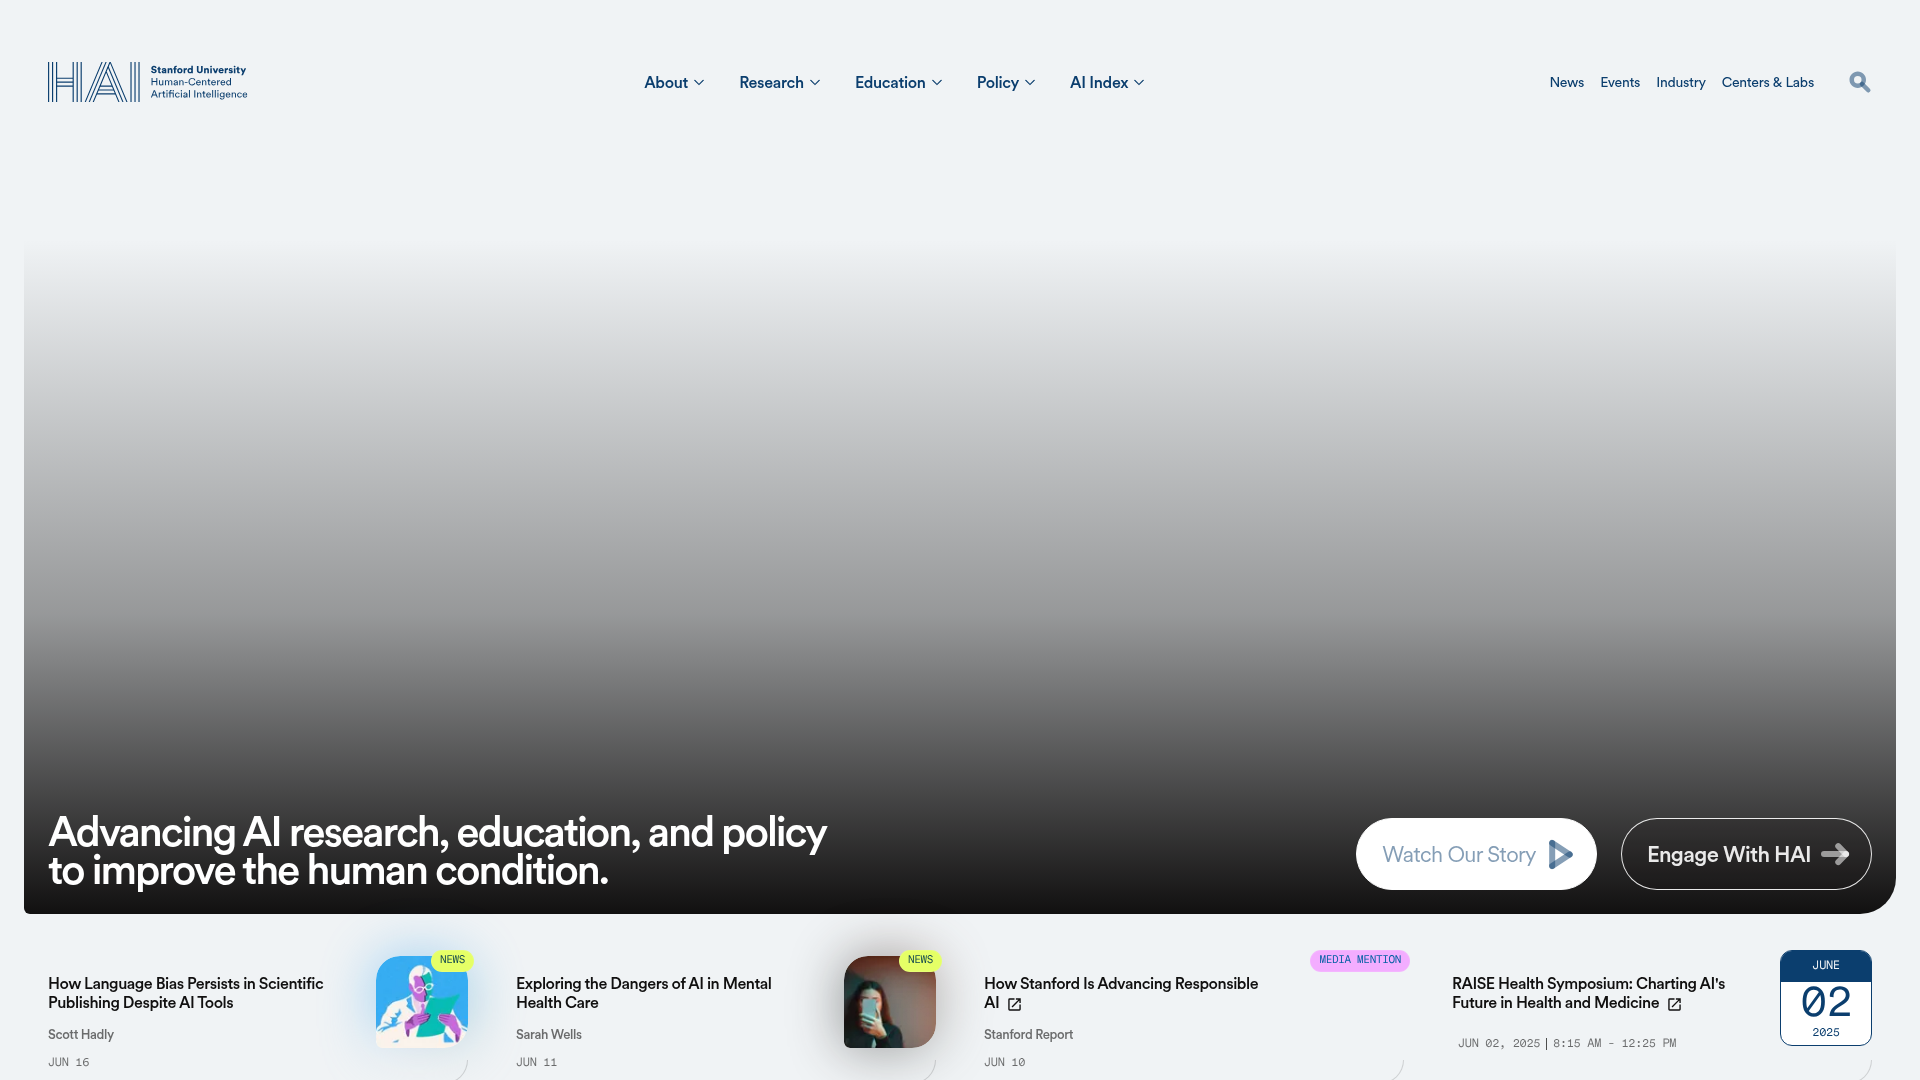 HAI
Stanford University
Human-Centered
Artificial Intelligence
About
Research
Education
Policy
AI Index
News
Events
Industry
Centers & Labs
Advancing AI research, education, and policy
to improve the human condition.
Watch Our Story
Engage With HAI
NEWS
How Language Bias Persists in Scientific
Publishing Despite AI Tools
Scott Hadly
JUN 16
NEWS
Exploring the Dangers of AI in Mental
Health Care
Sarah Wells
JUN 11
MEDIA MENTION
How Stanford Is Advancing Responsible
AI
Stanford Report
JUN 10
RAISE Health Symposium: Charting AI's
Future in Health and Medicine
JUN 02, 2025 | 8:15 AM - 12:25 PM
JUNE
02
2025